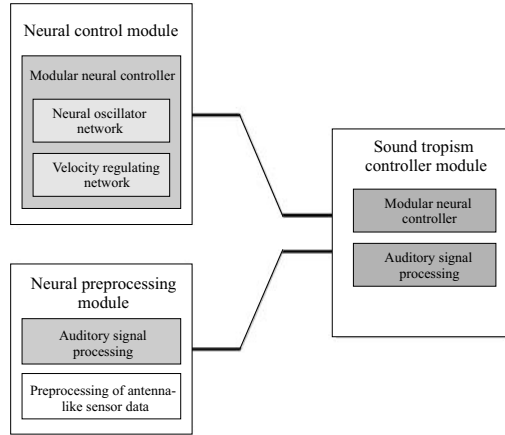 Neural control module
Modular neural controller
Neural oscillator
network
Velocity regulating
network
Neural preprocessing
module
Auditory signal
processing
Preprocessing of antenna-
like sensor data
Sound tropism
controller module
Modular neural
controller
Auditory signal
processing